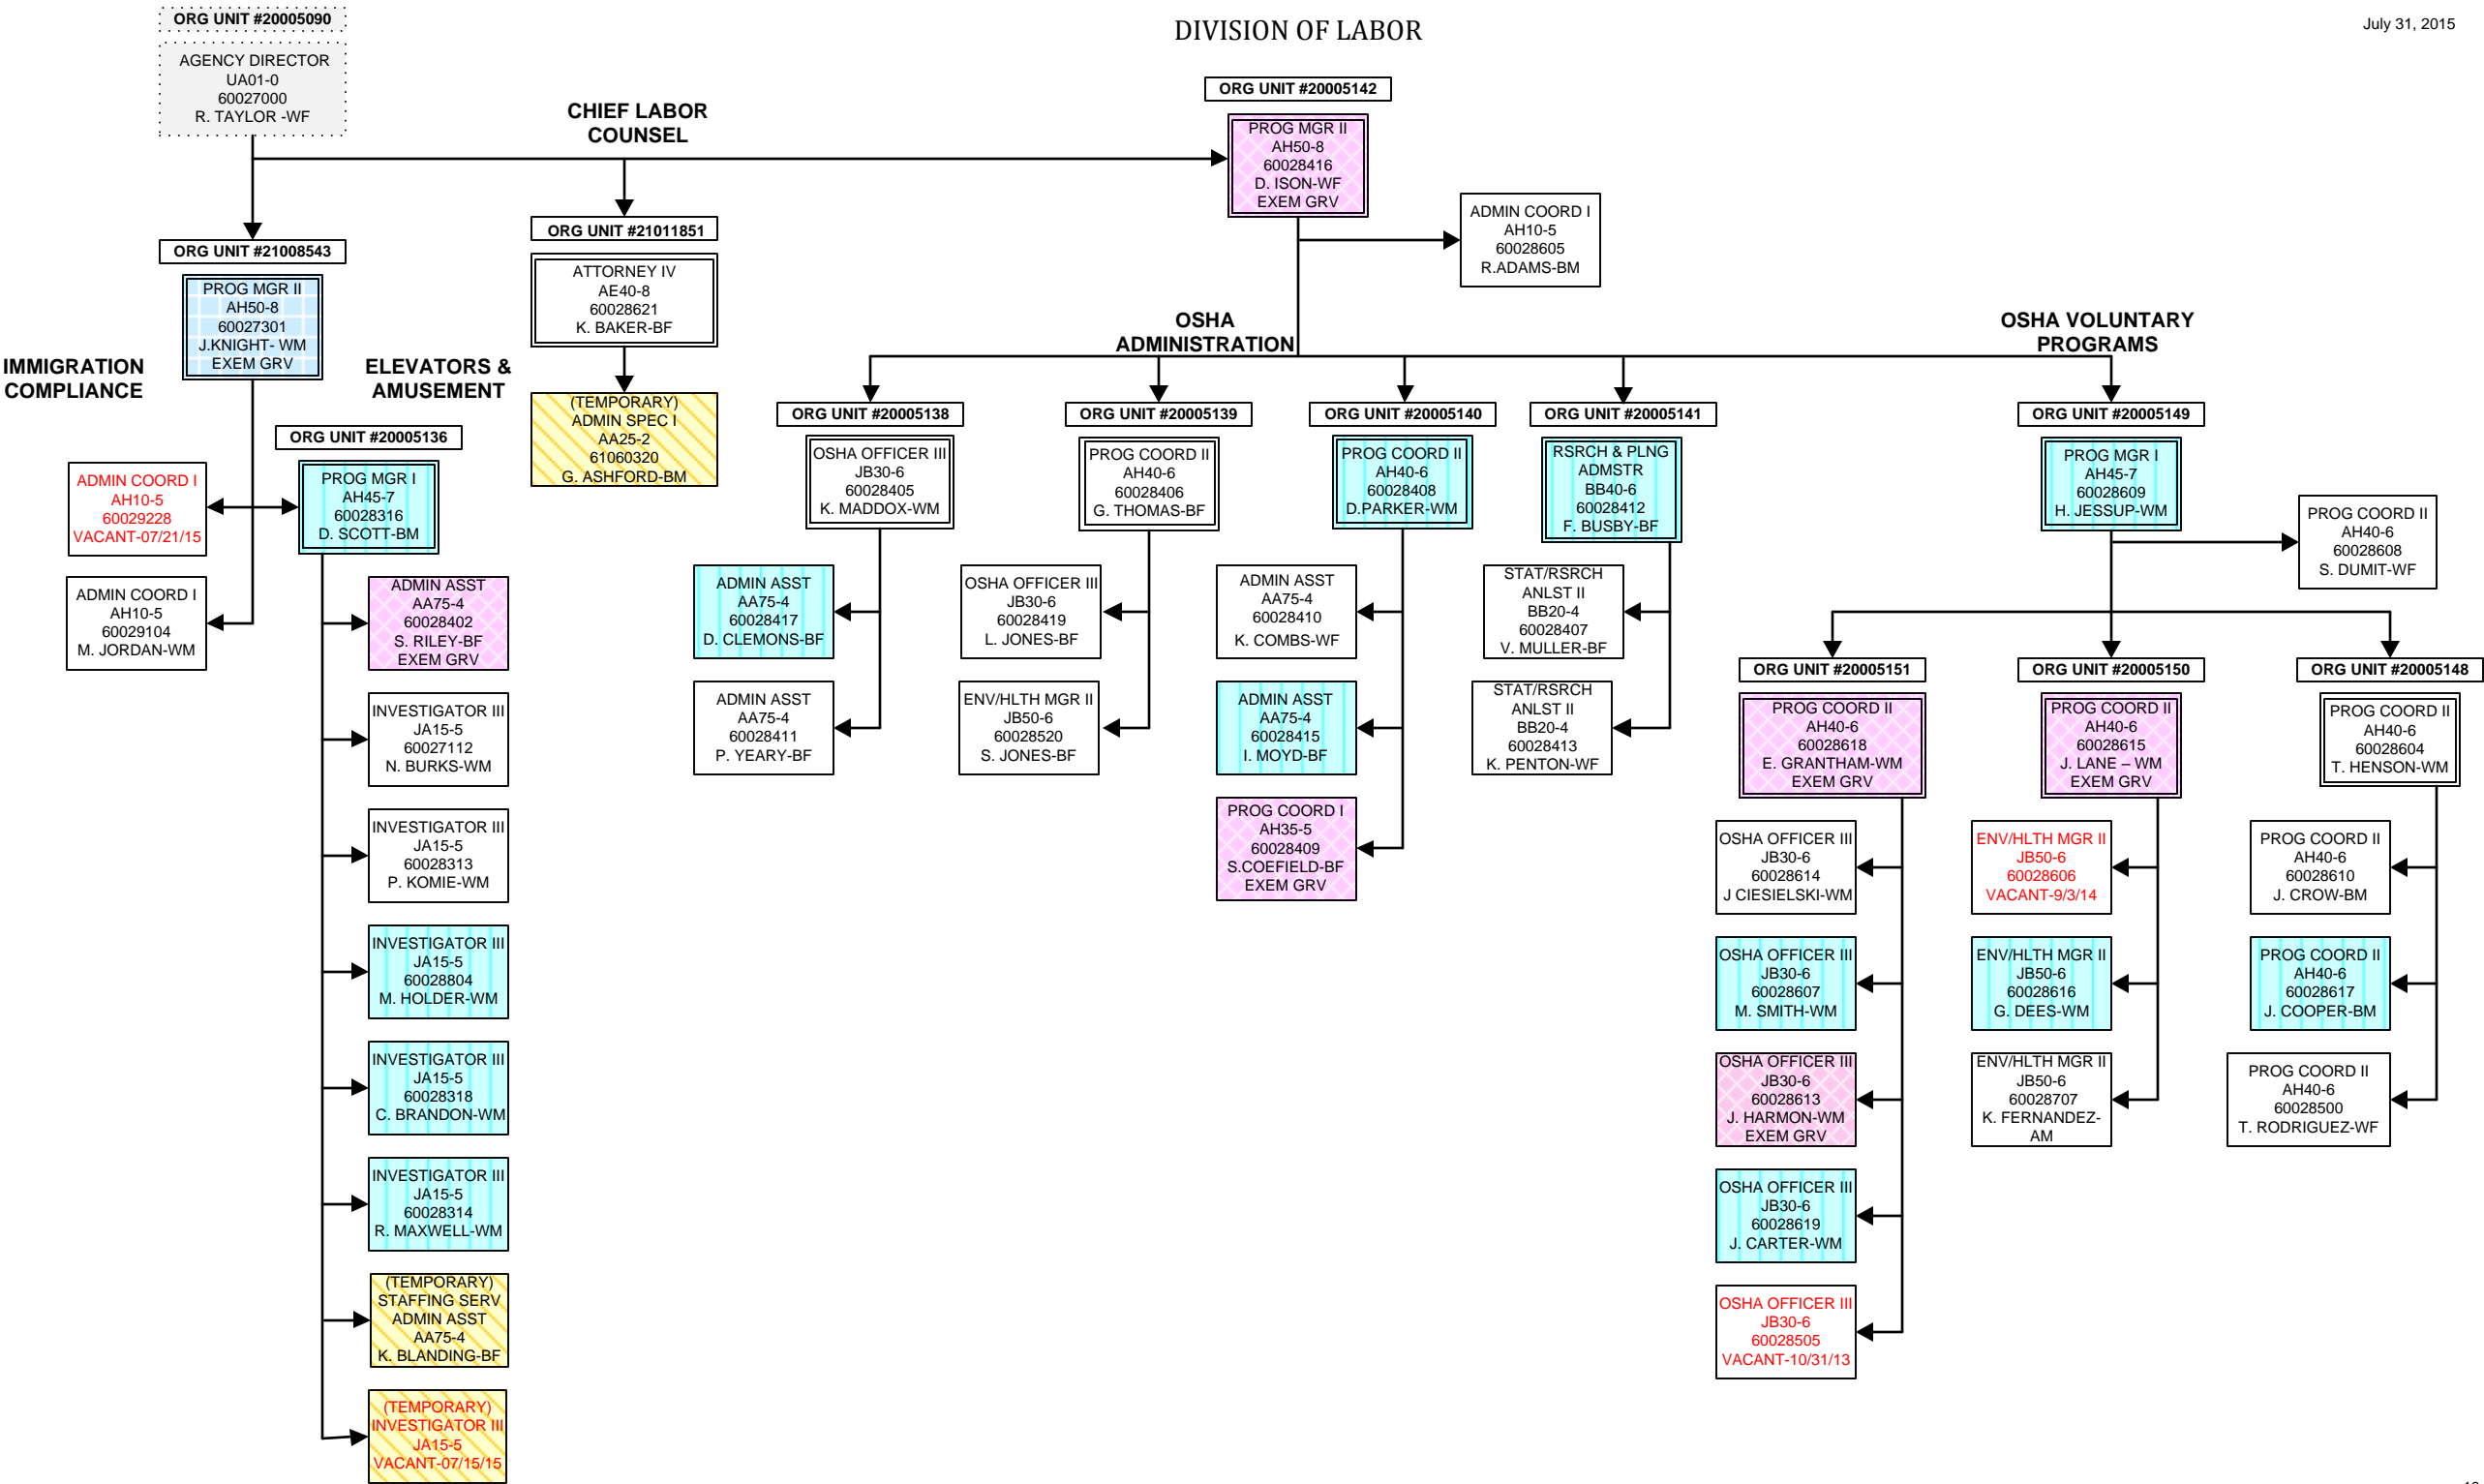 DIVISION OF LABOR
July 31, 2015
ORG UNIT #20005090
AGENCY DIRECTOR
UA01-0
60027000
R. TAYLOR -WF
CHIEF LABOR
COUNSEL
ORG UNIT #20005142
PROG MGR II
AH50-8
60028416
D. ISON-WF
EXEM GRV
ADMIN COORD I
AH10-5
60028605
R.ADAMS-BM
ORG UNIT #21008543
PROG MGR II
AH50-8
60027301
J.KNIGHT- WM
EXEM GRV
ORG UNIT #21011851
ATTORNEY IV
AE40-8
60028621
K. BAKER-BF
(TEMPORARY)
ADMIN SPEC I
AA25-2
61060320
G. ASHFORD-BM
IMMIGRATION
COMPLIANCE
ELEVATORS &
AMUSEMENT
ADMIN COORD I
AH10-5
60029228
VACANT-07/21/15
ADMIN COORD I
AH10-5
60029104
M. JORDAN-WM
ORG UNIT #20005136
PROG MGR I
AH45-7
60028316
D. SCOTT-BM
ADMIN ASST
AA75-4
60028402
S. RILEY-BF
EXEM GRV
INVESTIGATOR III
JA15-5
60027112
N. BURKS-WM
INVESTIGATOR III
JA15-5
60028313
P. KOMIE-WM
INVESTIGATOR III
JA15-5
60028804
M. HOLDER-WM
INVESTIGATOR III
JA15-5
60028318
C. BRANDON-WM
INVESTIGATOR III
JA15-5
60028314
R. MAXWELL-WM
(TEMPORARY)
STAFFING SERV
ADMIN ASST
AA75-4
K. BLANDING-BF
(TEMPORARY)
INVESTIGATOR III
JA15-5
VACANT-07/15/15
OSHA
ADMINISTRATION
OSHA VOLUNTARY
PROGRAMS
ORG UNIT #20005138
OSHA OFFICER III
JB30-6
60028405
K. MADDOX-WM
ADMIN ASST
AA75-4
60028417
D. CLEMONS-BF
ADMIN ASST
AA75-4
60028411
P. YEARY-BF
ORG UNIT #20005139
PROG COORD II
AH40-6
60028406
G. THOMAS-BF
OSHA OFFICER III
JB30-6
60028419
L. JONES-BF
ENV/HLTH MGR II
JB50-6
60028520
S. JONES-BF
ORG UNIT #20005140
PROG COORD II
AH40-6
60028408
D.PARKER-WM
ADMIN ASST
AA75-4
60028410
K. COMBS-WF
ADMIN ASST
AA75-4
60028415
I. MOYD-BF
PROG COORD I
AH35-5
60028409
S.COEFIELD-BF
EXEM GRV
ORG UNIT #20005141
RSRCH & PLNG
ADMSTR
BB40-6
60028412
F. BUSBY-BF
STAT/RSRCH
ANLST II
BB20-4
60028407
V. MULLER-BF
STAT/RSRCH
ANLST II
BB20-4
60028413
K. PENTON-WF
ORG UNIT #20005149
PROG MGR I
AH45-7
60028609
H. JESSUP-WM
PROG COORD II
AH40-6
60028608
S. DUMIT-WF
ORG UNIT #20005151
PROG COORD II
AH40-6
60028618
E. GRANTHAM-WM
EXEM GRV
OSHA OFFICER III
JB30-6
60028614
J CIESIELSKI-WM
OSHA OFFICER III
JB30-6
60028607
M. SMITH-WM
OSHA OFFICER III
JB30-6
60028613
J. HARMON-WM
EXEM GRV
OSHA OFFICER III
JB30-6
60028619
J. CARTER-WM
OSHA OFFICER III
JB30-6
60028505
VACANT-10/31/13
ORG UNIT #20005150
PROG COORD II
AH40-6
60028615
J. LANE – WM
EXEM GRV
ENV/HLTH MGR II
JB50-6
60028606
VACANT-9/3/14
ENV/HLTH MGR II
JB50-6
60028616
G. DEES-WM
ENV/HLTH MGR II
JB50-6
60028707
K. FERNANDEZ-
AM
ORG UNIT #20005148
PROG COORD II
AH40-6
60028604
T. HENSON-WM
PROG COORD II
AH40-6
60028610
J. CROW-BM
PROG COORD II
AH40-6
60028617
J. COOPER-BM
PROG COORD II
AH40-6
60028500
T. RODRIGUEZ-WF